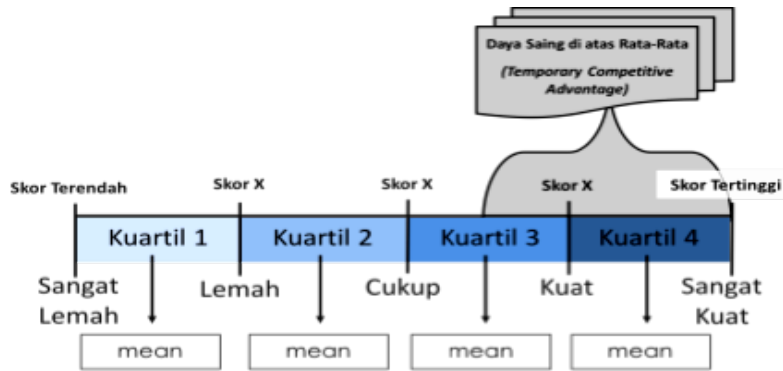 Daya Saing di atas Rata-Rata
(Temporary Competitive
Advantage)
Skor Terendah
Skor X
Skor X
Skor X
Skor Tertinggi
Kuartil 1
Kuartil 2
Kuartil 3
Kuartil 4
Sangat
Lemah
Lemah
Cukup
Kuat
Sangat
Kuat
mean
mean
mean
mean